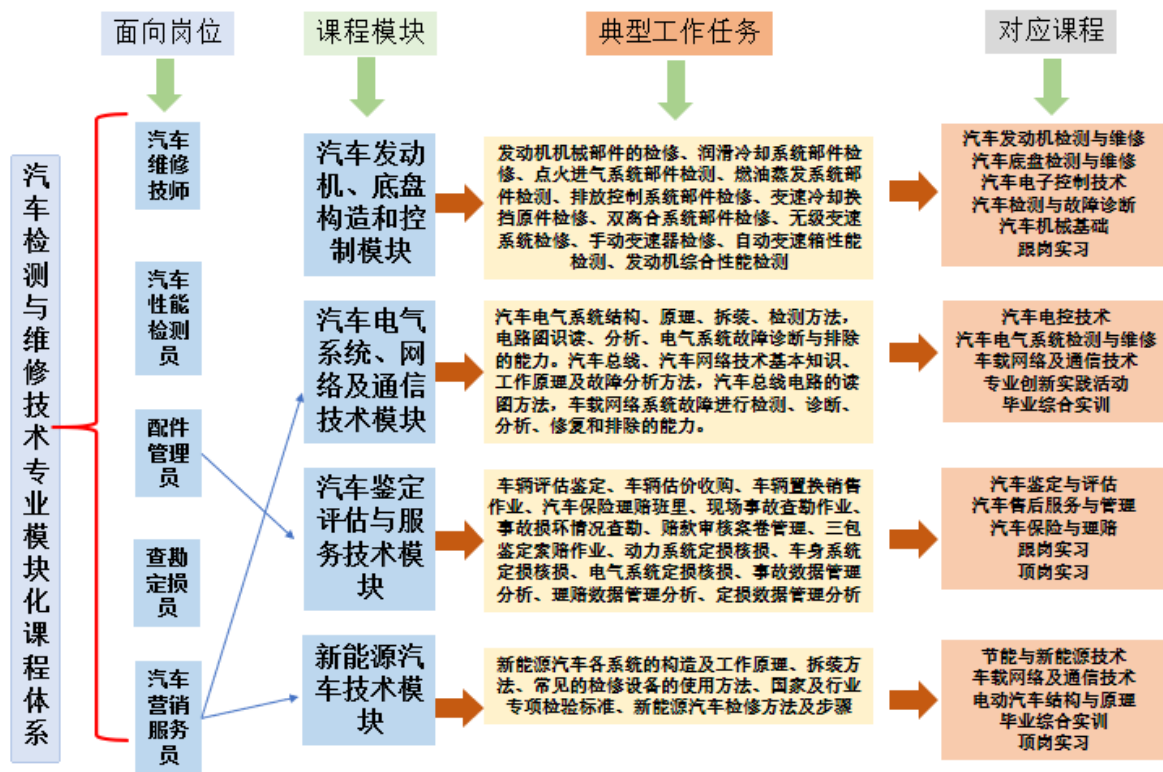 面向岗位
课程模块
典型工作任务
对应课程
汽车检测与维修技术专业模块化课程体系
汽车
维修
技师
汽车
性能
检测
员
配件
管理
员
查勘
定损
员
汽车
营销
服务
员
汽车发动
机、底盘
构造和控
制模块
发动机机械部件的检修、润滑冷却系统部件检
修、点火进气系统部件检测、燃油蒸发系统部
件检测、排放控制系统部件检修、变速冷却换
挡原件检修、双离合系统部件检修、无级变速
系统检修、手动变速器检修、自动变速箱性能
检测、发动机综合性能检测
汽车发动机检测与维修
汽车底盘检测与维修
汽车电子控制技术
汽车检测与故障诊断
汽车机械基础
跟岗实习
汽车电气
系统、网
络及通信
技术模块
汽车电气系统结构、原理、拆装、检测方法，
电路图识读、分析、电气系统故障诊断与排除
的能力。汽车总线、汽车网络技术基本知识、
工作原理及故障分析方法，汽车总线电路的读
图方法，车载网络系统故障进行检测、诊断、
分析、修复和排除的能力。
汽车电控技术
汽车电气系统检测与维修
车载网络及通信技术
专业创新实践活动
毕业综合实训
汽车鉴定
评估与服
务技术模
块
车辆评估鉴定、车辆估价收购、车辆置换销售
作业、汽车保险理赔班里、现场事故查勘作业、
事故损坏情况查勘、赔款审核案卷管理、三包
鉴定索赔作业、动力系统定损核损、车身系统
定损核损、电气系统定损核损、事故数据管理
分析、理赔数据管理分析、定损数据管理分析
汽车鉴定与评估
汽车售后服务与管理
汽车保险与理赔
跟岗实习
顶岗实习
新能源汽
车技术模
块
新能源汽车各系统的构造及工作原理、拆装方
法、常见的检修设备的使用方法、国家及行业
专项检验标准、新能源汽车检修方法及步骤
节能与新能源技术
车载网络及通信技术
电动汽车结构与原理
毕业综合实训
顶岗实习